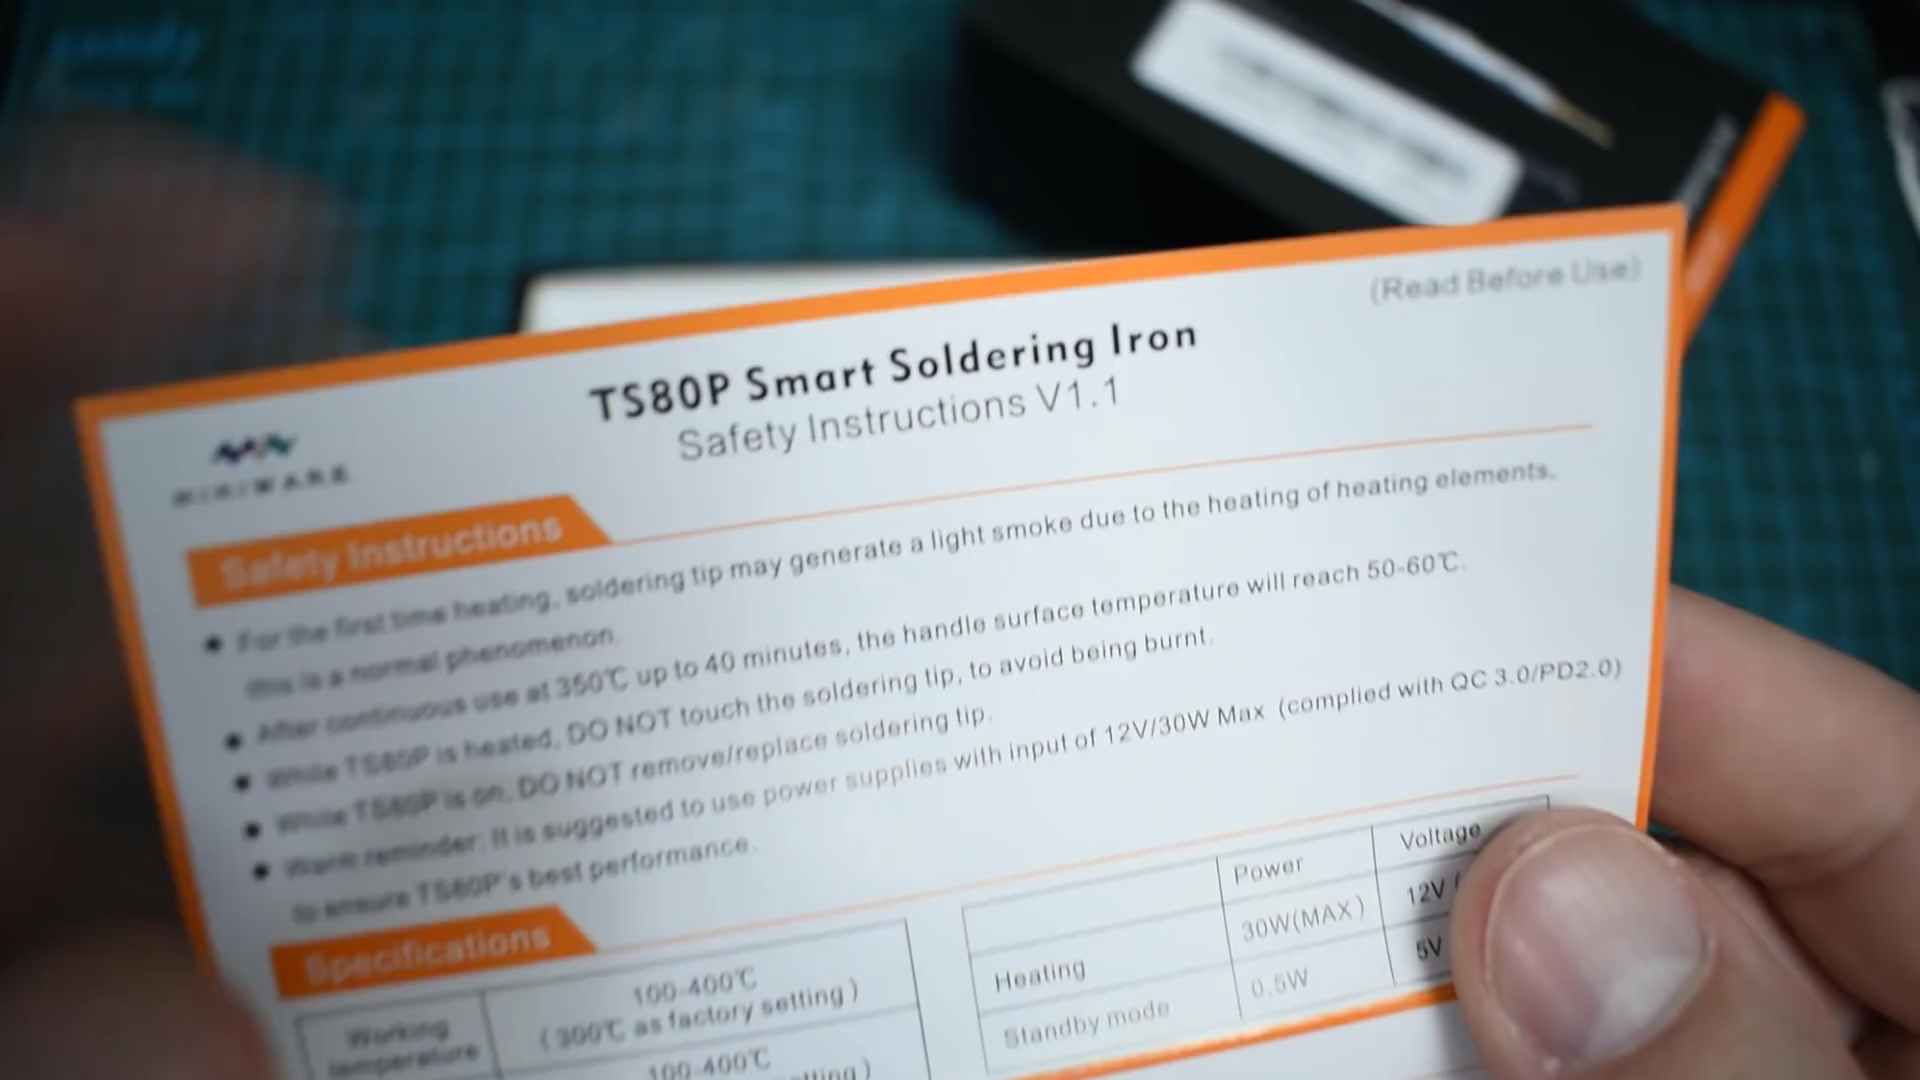 (Read Before Use)
TS80P Smart Soldering Iron
Safety Instructions V1.1
MINIWARE
Safety Instructions
● For the first time heating, soldering tip may generate a light smoke due to the heating of heating elements,
this is a normal phenomenon.
● After continuous use at 350℃ up to 40 minutes, the handle surface temperature will reach 50-60℃.
● While TS80P is heated, DO NOT touch the soldering tip, to avoid being burnt.
● While TS80P is on, DO NOT remove/replace soldering tip.
● Warm reminder: It is suggested to use power supplies with input of 12V/30W Max (complied with QC 3.0/PD2.0)
to ensure TS80P's best performance.
Specifications
Working temperature
100-400℃
( 300℃ as factory setting )
100-400℃
Power Voltage
Heating 30W(MAX) 12V (
Standby mode 0.5W 5V